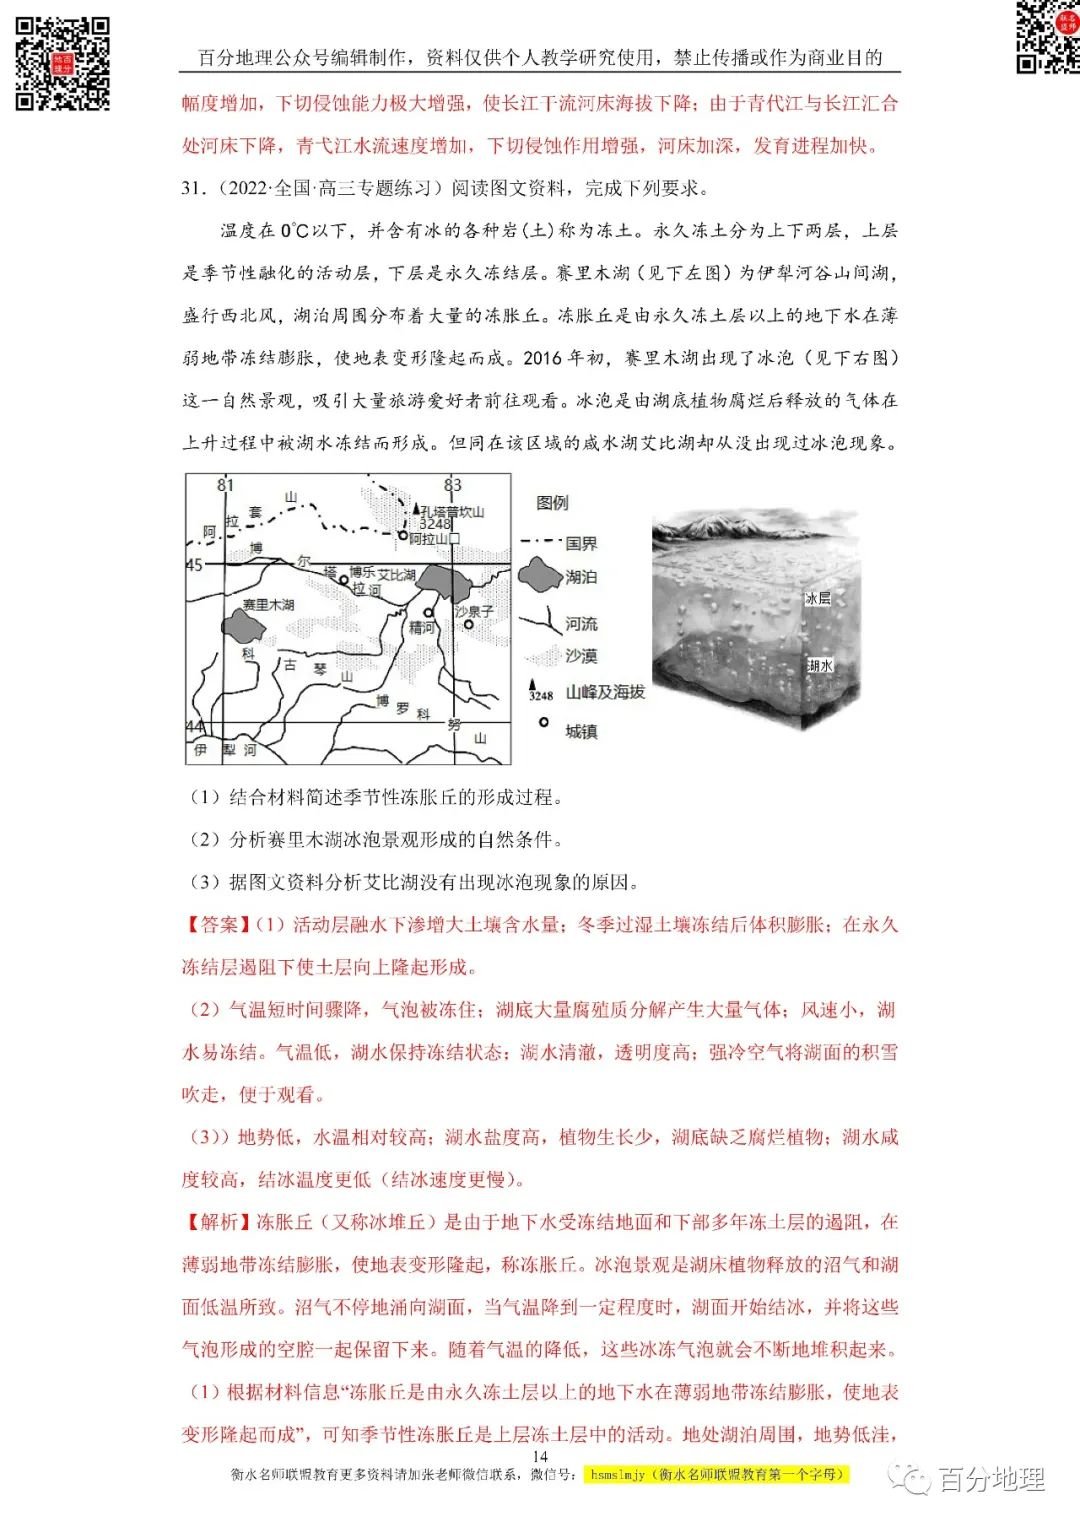 百分地理公众号编辑制作，资料仅供个人教学研究使用，禁止传播或作为商业目的
幅度增加，下切侵蚀能力极大增强，使长江干流河床海拔下降；由于青代江与长江汇合
处河床下降，青弋江水流速度增加，下切侵蚀作用增强，河床加深，发育进程加快。
31.（2022·全国·高三专题练习）阅读图文资料，完成下列要求。
温度在 0℃以下，并含有冰的各种岩(土)称为冻土。永久冻土分为上下两层，上层
是季节性融化的活动层，下层是永久冻结层。赛里木湖（见下左图）为伊犁河谷山间湖，
盛行西北风，湖泊周围分布着大量的冻胀丘。冻胀丘是由永久冻土层以上的地下水在薄
弱地带冻结膨胀，使地表变形隆起而成。2016 年初，赛里木湖出现了冰泡（见下右图）
这一自然景观，吸引大量旅游爱好者前往观看。冰泡是由湖底植物腐烂后释放的气体在
上升过程中被湖水冻结而形成。但同在该区域的咸水湖艾比湖却从没出现过冰泡现象。
81
83
阿拉套山
孔塔普坎山
3248
阿拉山口
博尔塔拉河
45
博乐
艾比湖
赛里木湖
精河
沙泉子
科古琴山
博罗科努山
44
伊犁河
图例
国界
湖泊
河流
沙漠
3248 山峰及海拔
城镇
冰层
湖水
（1）结合材料简述季节性冻胀丘的形成过程。
（2）分析赛里木湖冰泡景观形成的自然条件。
（3）据图文资料分析艾比湖没有出现冰泡现象的原因。
【答案】（1）活动层融水下渗增大土壤含水量；冬季过湿土壤冻结后体积膨胀；在永久
冻结层遏阻下使土层向上隆起形成。
（2）气温短时间骤降，气泡被冻住；湖底大量腐殖质分解产生大量气体；风速小，湖
水易冻结。气温低，湖水保持冻结状态；湖水清澈，透明度高；强冷空气将湖面的积雪
吹走，便于观看。
（3））地势低，水温相对较高；湖水盐度高，植物生长少，湖底缺乏腐烂植物；湖水咸
度较高，结冰温度更低（结冰速度更慢）。
【解析】冻胀丘（又称冰堆丘）是由于地下水受冻结地面和下部多年冻土层的遏阻，在
薄弱地带冻结膨胀，使地表变形隆起，称冻胀丘。冰泡景观是湖床植物释放的沼气和湖
面低温所致。沼气不停地涌向湖面，当气温降到一定程度时，湖面开始结冰，并将这些
气泡形成的空腔一起保留下来。随着气温的降低，这些冰冻气泡就会不断地堆积起来。
（1）根据材料信息“冻胀丘是由永久冻土层以上的地下水在薄弱地带冻结膨胀，使地表
变形隆起而成”，可知季节性冻胀丘是上层冻土层中的活动。地处湖泊周围，地势低洼，
14
衡水名师联盟教育更多资料请加张老师微信联系，微信号： hsmslmjy（衡水名师联盟教育第一个字母）
百分地理